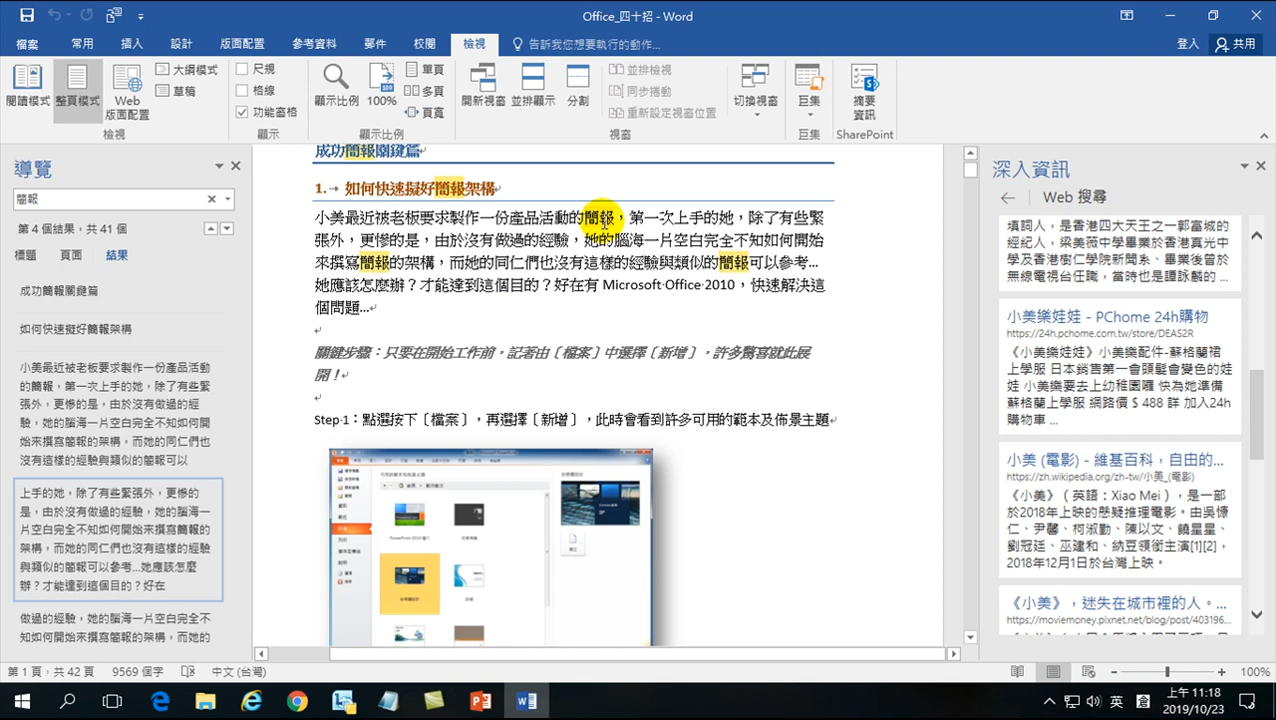 Office_四十招 - Word
檔案
常用
插入
設計
版面配置
參考資料
郵件
校閱
檢視
告訴我您想要執行的動作...
登入
共用
閱讀模式
整頁模式
Web
版面配置
大綱模式
草稿
檢視
尺規
格線
功能窗格
顯示
顯示比例
100%
單頁
多頁
頁寬
顯示比例
開新視窗
並排顯示
分割
並排檢視
同步捲動
重新設定視窗位置
視窗
切換視窗
巨集
巨集
摘要
資訊
SharePoint
導覽
簡報
第 4 個結果，共 41 個
標題
頁面
結果
成功簡報關鍵篇
如何快速擬好簡報架構
小美最近被老板要求製作一份產品活動
的簡報，第一次上手的她，除了有些緊
張外，更慘的是，由於沒有做過的經
驗，她的腦海一片空白完全不知如何開
始來撰寫簡報的架構，而她的同仁們也
沒有這樣的經驗與類似的簡報可以
上手的她，除了有些緊張外，更慘的
是，由於沒有做過的經驗，她的腦海一
片空白完全不知如何開始來撰寫簡報的
架構，而她的同仁們也沒有這樣的經驗
與類似的簡報可以參考...她應該怎麼
辦？才能達到這個目的？好在
做過的經驗，她的腦海一片空白完全不
知如何開始來撰寫簡報的架構，而她的
成功簡報關鍵篇
1. 如何快速擬好簡報架構
小美最近被老板要求製作一份產品活動的簡報，第一次上手的她，除了有些緊
張外，更慘的是，由於沒有做過的經驗，她的腦海一片空白完全不知如何開始
來撰寫簡報的架構，而她的同仁們也沒有這樣的經驗與類似的簡報可以參考...
她應該怎麼辦？才能達到這個目的？好在有 Microsoft Office 2010，快速解決這
個問題...
關鍵步驟：只要在開始工作前，記著由〔檔案〕中選擇〔新增〕，許多驚喜就此展
開！
Step 1：點選按下〔檔案〕，再選擇〔新增〕，此時會看到許多可用的範本及佈景主題
深入資訊
Web 搜尋
填詞人，是香港四大天王之一郭富城的
經紀人，梁美薇中學畢業於香港真光中
學及香港樹仁學院新聞系、畢業後曾於
無線電視台任職，當時也是譚詠麟的 ...
小美樂娃娃 - PChome 24h購物
https://24h.pchome.com.tw/store/DEAS2R
《小美樂娃娃》小美樂配件-蘇格蘭裙
上學服 日本銷售第一會頭髮會變色的娃
娃 小美樂要去上幼稚園囉 快為她準備
蘇格蘭上學服 網路價 $ 488 詳 加入24h
購物車 ...
小美 (電影) - 維基百科，自由的...
https://zh.wikipedia.org/zh-tw/小美_(電影)
《小美》（英語：Xiao Mei），是一部
於2018年上映的懸疑推理電影。由吳慷
仁、尹馨、柯淑勤、陳以文、饒星星、
劉冠廷、巫建和、納豆領銜主演[1][2]，
2018年12月1日於台灣上映。
《小美》，迷失在城市裡的人。...
https://moviemoney.pixnet.net/blog/post/403196...
第 1 頁，共 42 頁
9569 個字
中文 (台灣)
100%
英
上午 11:18
2019/10/23